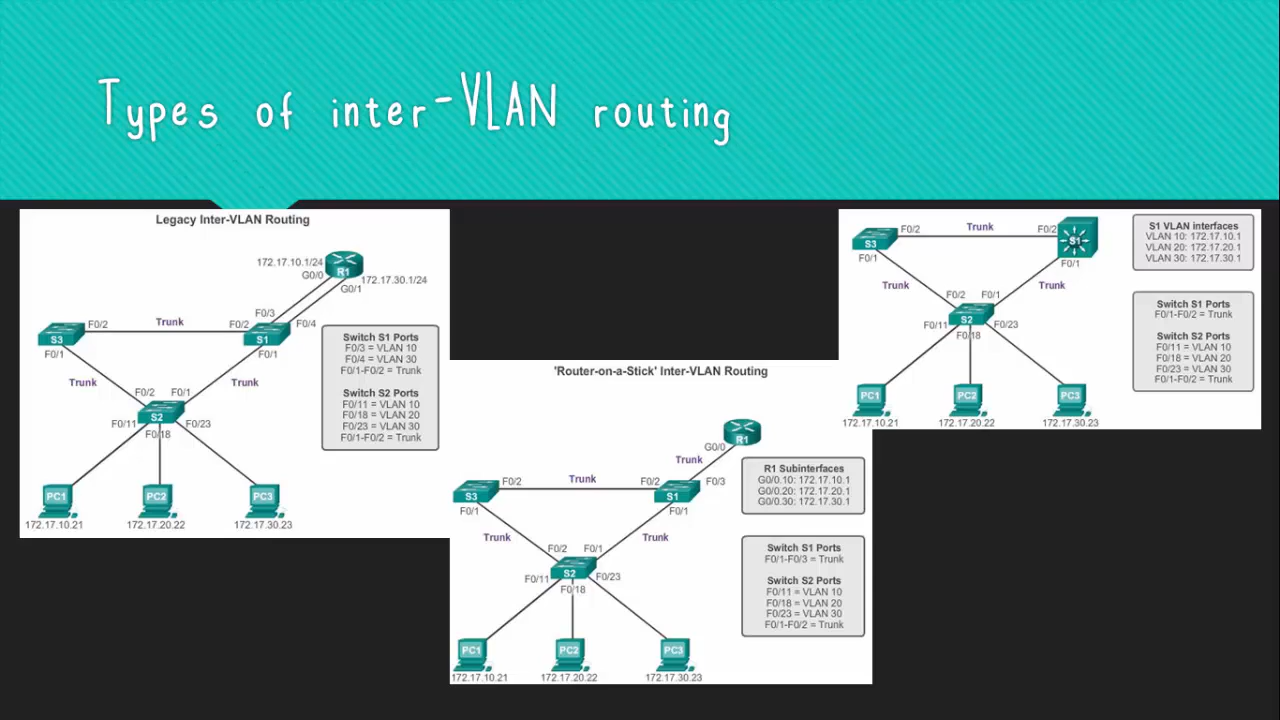 Types of inter-VLAN routing
Legacy Inter-VLAN Routing
172.17.10.1/24
G0/0
R1
172.17.30.1/24
G0/1
F0/3
F0/4
F0/2
Trunk
F0/2
S3
S1
F0/1
F0/1
Trunk
Trunk
F0/2
F0/1
S2
F0/11
F0/18
F0/23
Switch S1 Ports
F0/3 = VLAN 10
F0/4 = VLAN 30
F0/1-F0/2 = Trunk
Switch S2 Ports
F0/11 = VLAN 10
F0/18 = VLAN 20
F0/23 = VLAN 30
F0/1-F0/2 = Trunk
PC1
PC2
PC3
172.17.10.21
172.17.20.22
172.17.30.23
'Router-on-a-Stick' Inter-VLAN Routing
R1
G0/0
Trunk
F0/2
Trunk
F0/2
F0/3
S3
S1
F0/1
F0/1
Trunk
Trunk
F0/2
F0/1
S2
F0/11
F0/18
F0/23
R1 Subinterfaces
G0/0.10: 172.17.10.1
G0/0.20: 172.17.20.1
G0/0.30: 172.17.30.1
Switch S1 Ports
F0/1-F0/3 = Trunk
Switch S2 Ports
F0/11 = VLAN 10
F0/18 = VLAN 20
F0/23 = VLAN 30
F0/1-F0/2 = Trunk
PC1
PC2
PC3
172.17.10.21
172.17.20.22
172.17.30.23
F0/2
Trunk
F0/2
S3
S1
F0/1
F0/1
Trunk
Trunk
F0/2
F0/1
S2
F0/11
F0/18
F0/23
S1 VLAN interfaces
VLAN 10: 172.17.10.1
VLAN 20: 172.17.20.1
VLAN 30: 172.17.30.1
Switch S1 Ports
F0/1-F0/2 = Trunk
Switch S2 Ports
F0/11 = VLAN 10
F0/18 = VLAN 20
F0/23 = VLAN 30
F0/1-F0/2 = Trunk
PC1
PC2
PC3
172.17.10.21
172.17.20.22
172.17.30.23